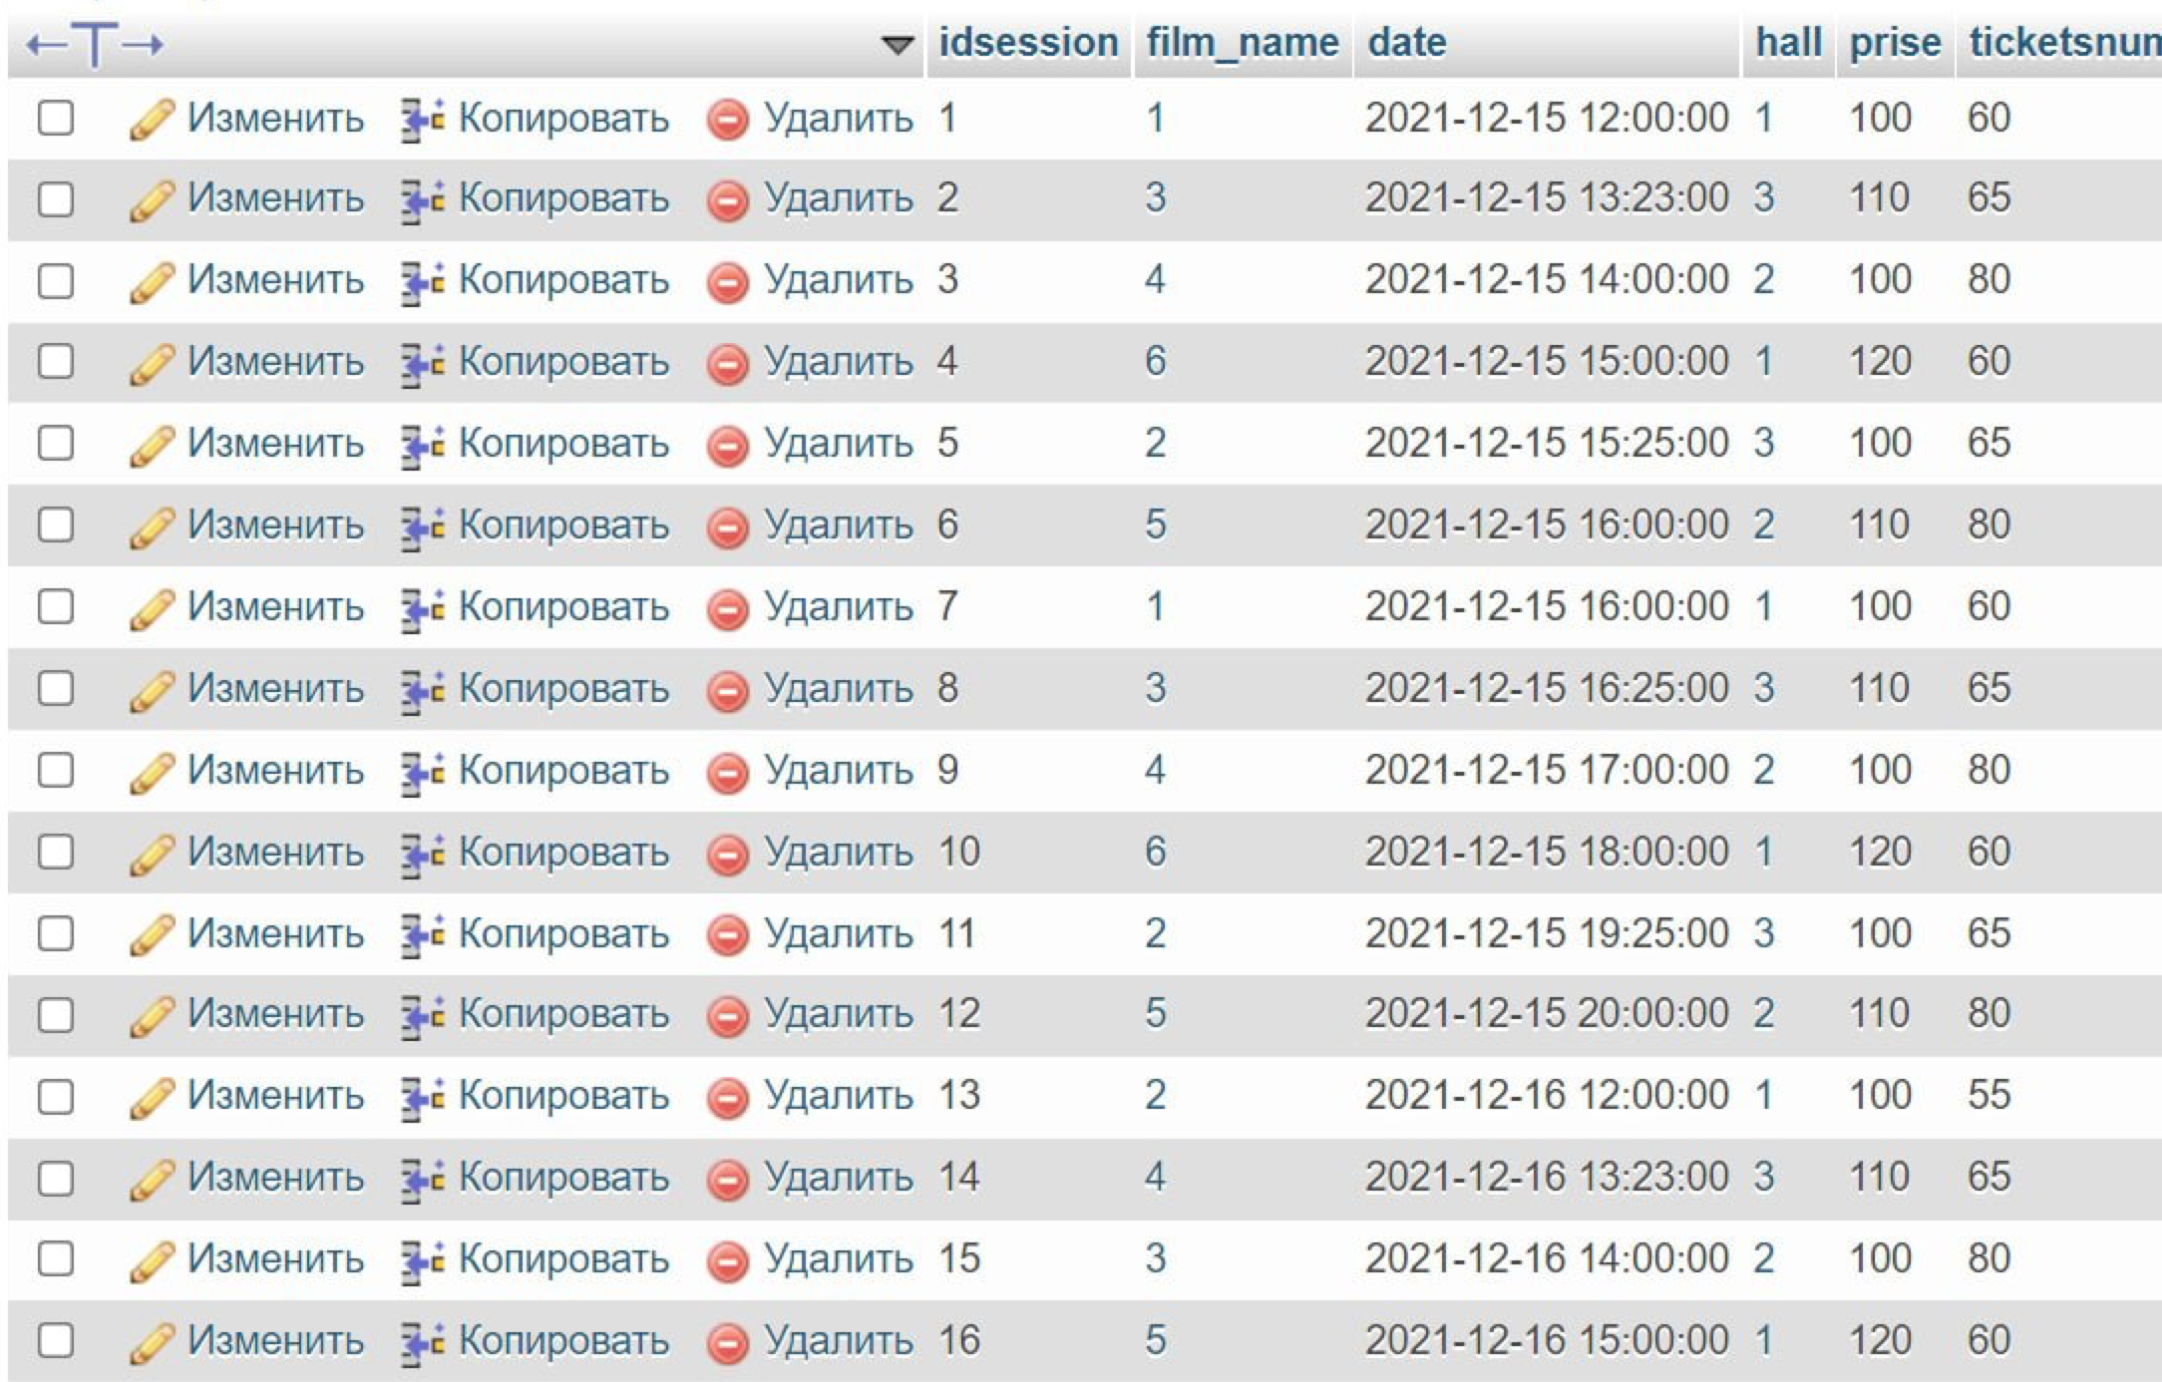 idsession film_name date hall prise ticketsnum
Изменить Копировать Удалить 1 1 2021-12-15 12:00:00 1 100 60
Изменить Копировать Удалить 2 3 2021-12-15 13:23:00 3 110 65
Изменить Копировать Удалить 3 4 2021-12-15 14:00:00 2 100 80
Изменить Копировать Удалить 4 6 2021-12-15 15:00:00 1 120 60
Изменить Копировать Удалить 5 2 2021-12-15 15:25:00 3 100 65
Изменить Копировать Удалить 6 5 2021-12-15 16:00:00 2 110 80
Изменить Копировать Удалить 7 1 2021-12-15 16:00:00 1 100 60
Изменить Копировать Удалить 8 3 2021-12-15 16:25:00 3 110 65
Изменить Копировать Удалить 9 4 2021-12-15 17:00:00 2 100 80
Изменить Копировать Удалить 10 6 2021-12-15 18:00:00 1 120 60
Изменить Копировать Удалить 11 2 2021-12-15 19:25:00 3 100 65
Изменить Копировать Удалить 12 5 2021-12-15 20:00:00 2 110 80
Изменить Копировать Удалить 13 2 2021-12-16 12:00:00 1 100 55
Изменить Копировать Удалить 14 4 2021-12-16 13:23:00 3 110 65
Изменить Копировать Удалить 15 3 2021-12-16 14:00:00 2 100 80
Изменить Копировать Удалить 16 5 2021-12-16 15:00:00 1 120 60